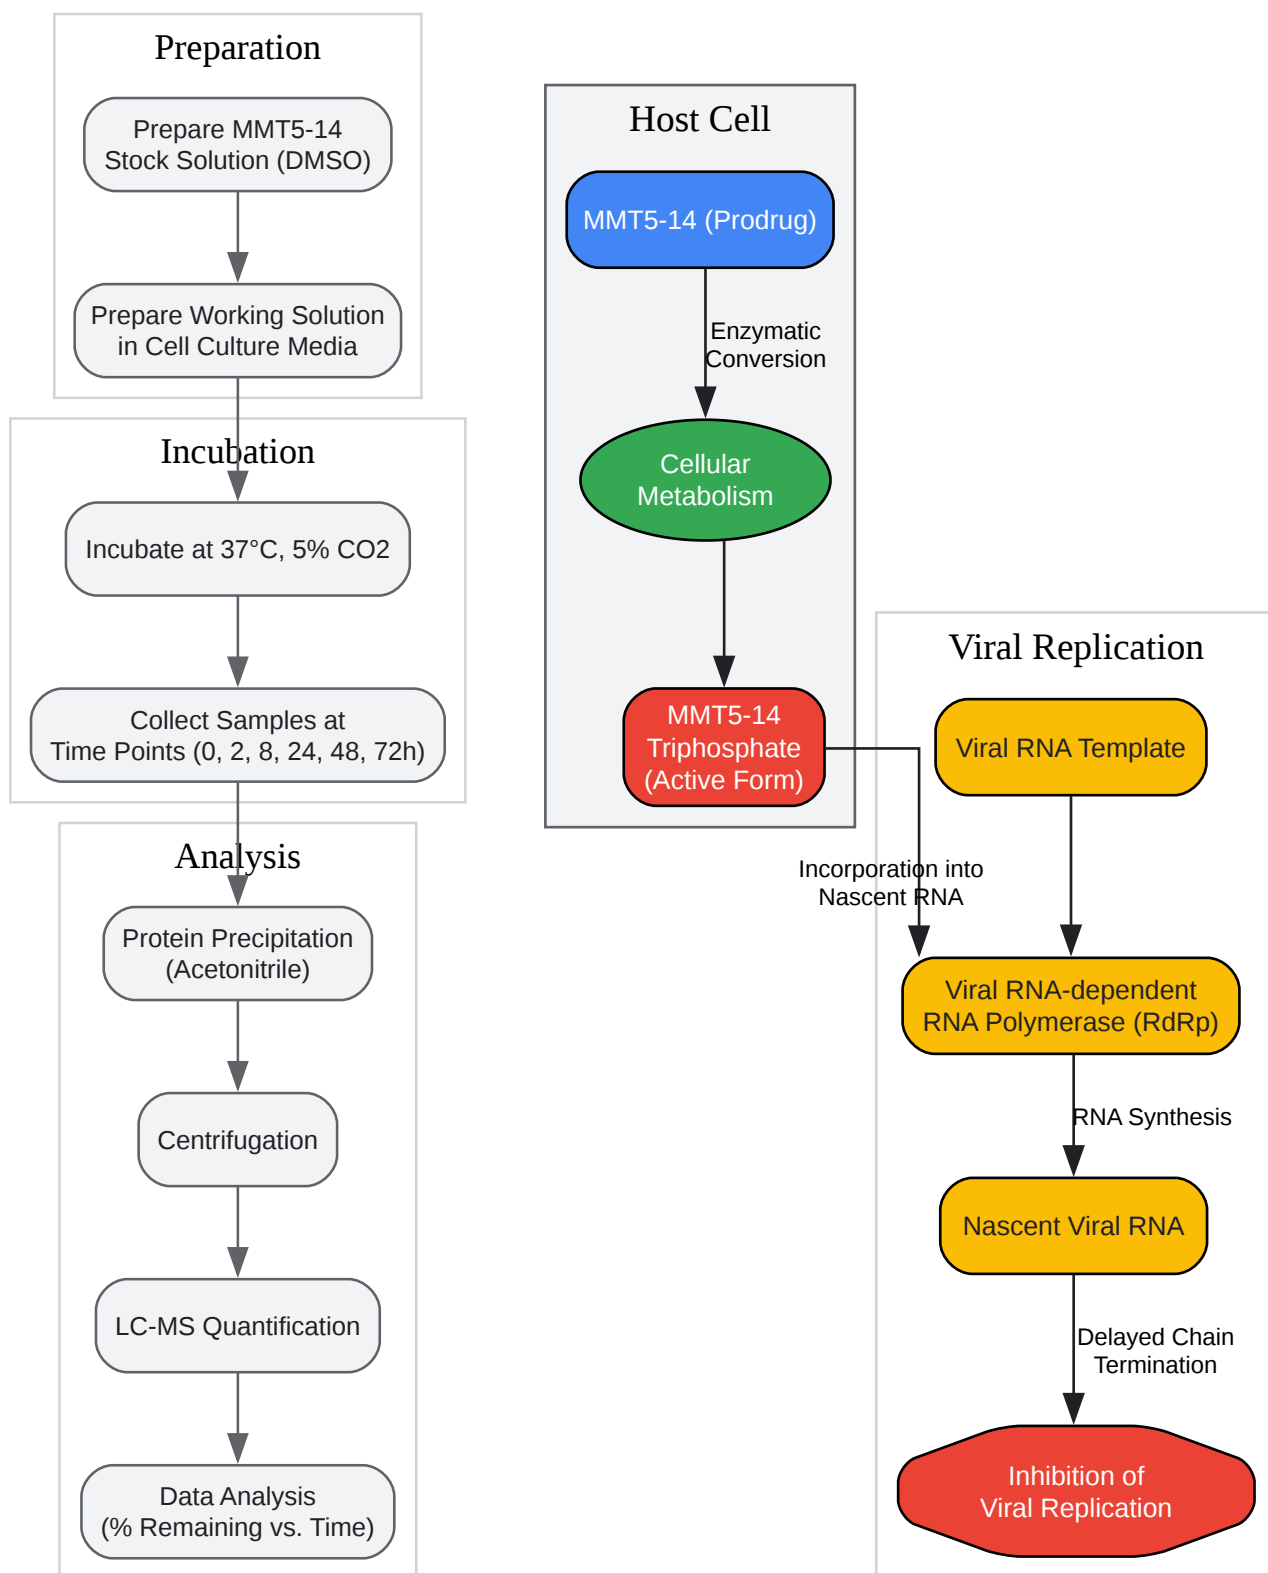 Preparation
Prepare MMT5-14
Stock Solution (DMSO)
Prepare Working Solution
in Cell Culture Media
Incubation
Incubate at 37°C, 5% CO2
Collect Samples at
Time Points (0, 2, 8, 24, 48, 72h)
Analysis
Protein Precipitation
(Acetonitrile)
Centrifugation
LC-MS Quantification
Data Analysis
(% Remaining vs. Time)
Host Cell
MMT5-14 (Prodrug)
Enzymatic
Conversion
Cellular
Metabolism
MMT5-14
Triphosphate
(Active Form)
Incorporation into
Nascent RNA
Viral Replication
Viral RNA Template
Viral RNA-dependent
RNA Polymerase (RdRp)
RNA Synthesis
Nascent Viral RNA
Delayed Chain
Termination
Inhibition of
Viral Replication